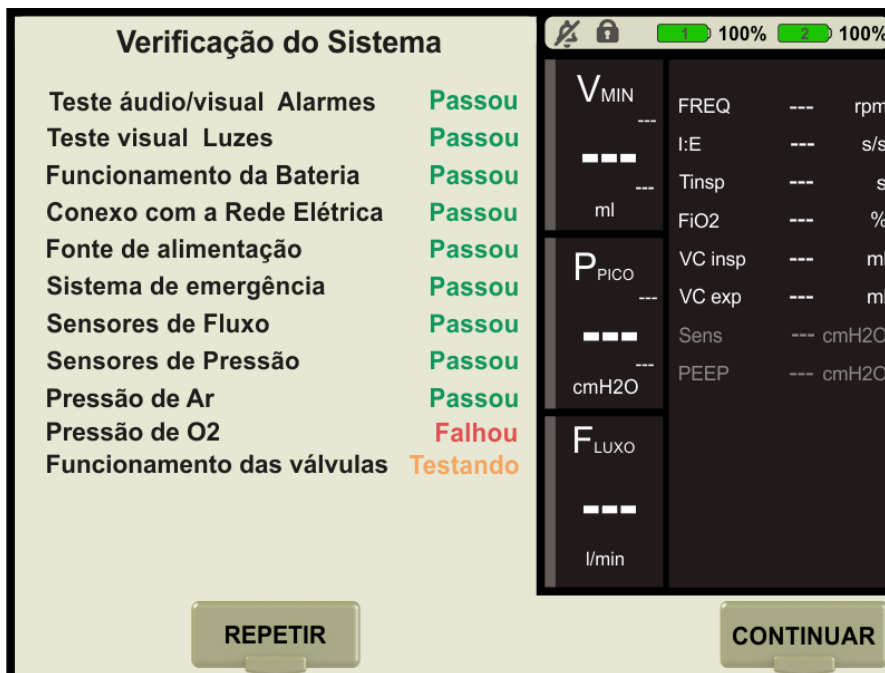 Verificação do Sistema
Teste áudio/visual Alarmes Passou
Teste visual Luzes Passou
Funcionamento da Bateria Passou
Conexo com a Rede Elétrica Passou
Fonte de alimentação Passou
Sistema de emergência Passou
Sensores de Fluxo Passou
Sensores de Pressão Passou
Pressão de Ar Passou
Pressão de O2 Falhou
Funcionamento das válvulas Testando
REPETIR
1 100% 2 100%
VMIN
---
---
---
ml
PPICO
---
---
---
cmH2O
FLUXO
---
l/min
FREQ --- rpm
I:E --- s/s
Tinsp --- s
FiO2 --- %
VC insp --- ml
VC exp --- ml
Sens --- cmH2O
PEEP --- cmH2O
CONTINUAR